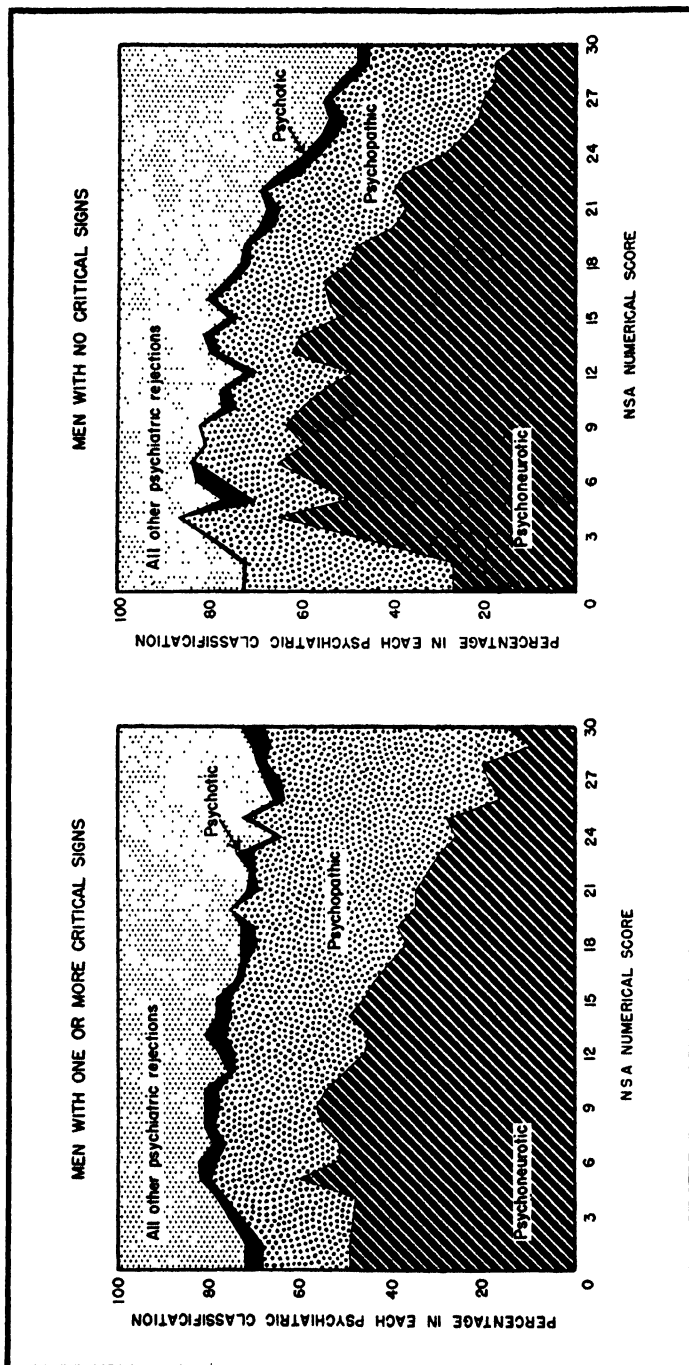 MEN WITH ONE OR MORE CRITICAL SIGNS
PERCENTAGE IN EACH PSYCHIATRIC CLASSIFICATION
100
80
60
40
20
0
All other psychiatric rejections
Psychotic
Psychopathic
Psychoneurotic
3 6 9 12 15 18 21 24 27 30
NSA NUMERICAL SCORE
MEN WITH NO CRITICAL SIGNS
PERCENTAGE IN EACH PSYCHIATRIC CLASSIFICATION
100
80
60
40
20
0
All other psychiatric rejections
Psychotic
Psychopathic
Psychoneurotic
3 6 9 12 15 18 21 24 27 30
NSA NUMERICAL SCORE